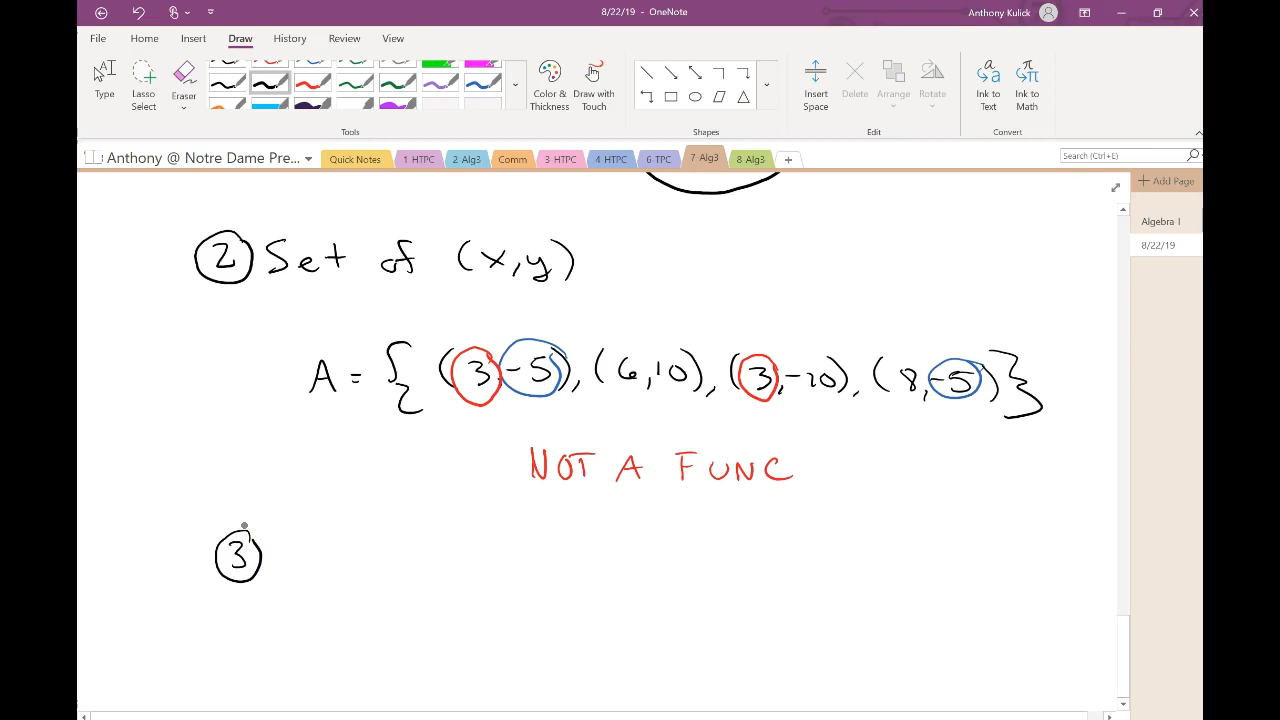 8/22/19 - OneNote
Anthony Kulick
File Home Insert Draw History Review View
Type
Lasso Select
Eraser
Color & Thickness
Draw with Touch
Insert Space
Delete
Arrange
Rotate
Ink to Text
Ink to Math
Tools Shapes Edit Convert
Anthony @ Notre Dame Pre... Quick Notes 1 HTPC 2 Alg3 Comm 3 HTPC 4 HTPC 6 TPC 7 Alg3 8 Alg3 + Search (Ctrl+E)
+ Add Page
Algebra I
8/22/19
2 Set of (x,y)
A = { (3,-5), (6,10), (3,-20), (8,-5) }
NOT A FUNC
3